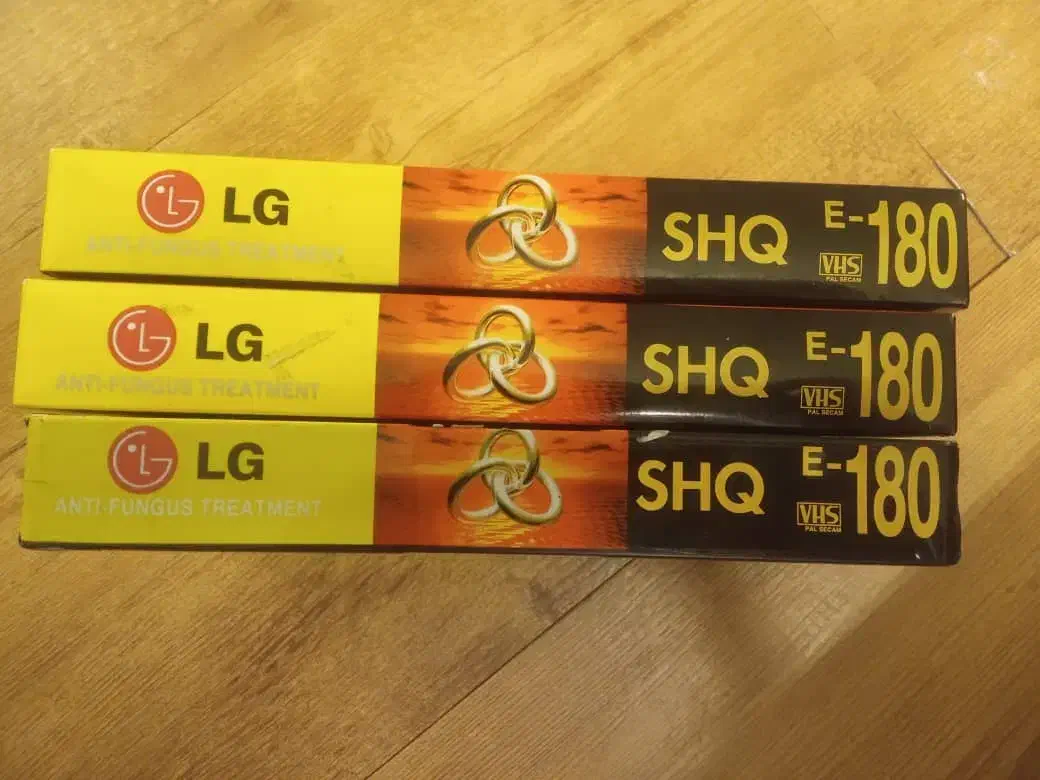 LG
ANTI-FUNGUS TREATMENT
SHQ
E-180
VHS
PAL SECAM
LG
ANTI-FUNGUS TREATMENT
SHQ
E-180
VHS
PAL SECAM
LG
ANTI-FUNGUS TREATMENT
SHQ
E-180
VHS
PAL SECAM